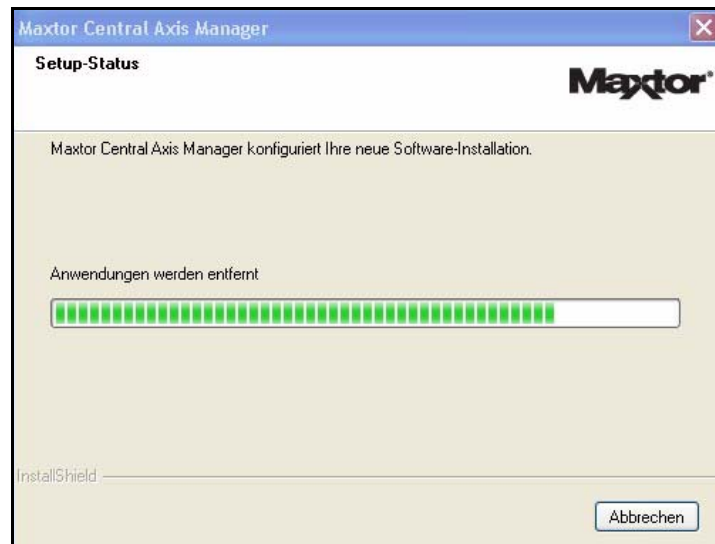 Maxtor Central Axis Manager
Setup-Status
Maxtor
Maxtor Central Axis Manager konfiguriert Ihre neue Software-Installation.
Anwendungen werden entfernt
InstallShield
Abbrechen